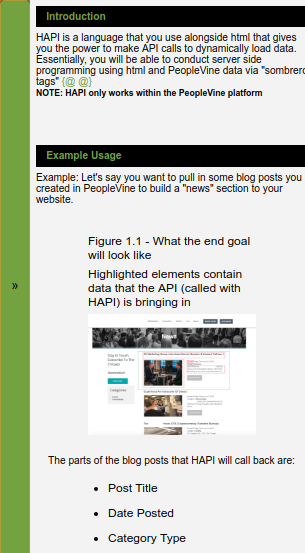 Introduction
HAPI is a language that you use alongside html that gives
you the power to make API calls to dynamically load data.
Essentially, you will be able to conduct server side
programming using html and PeopleVine data via "sombrero
tags" {@ @}
NOTE: HAPI only works within the PeopleVine platform
Example Usage
Example: Let's say you want to pull in some blog posts you
created in PeopleVine to build a "news" section to your
website.
»
Figure 1.1 - What the end goal
will look like
Highlighted elements contain
data that the API (called with
HAPI) is bringing in
News
The parts of the blog posts that HAPI will call back are:
• Post Title
• Date Posted
• Category Type